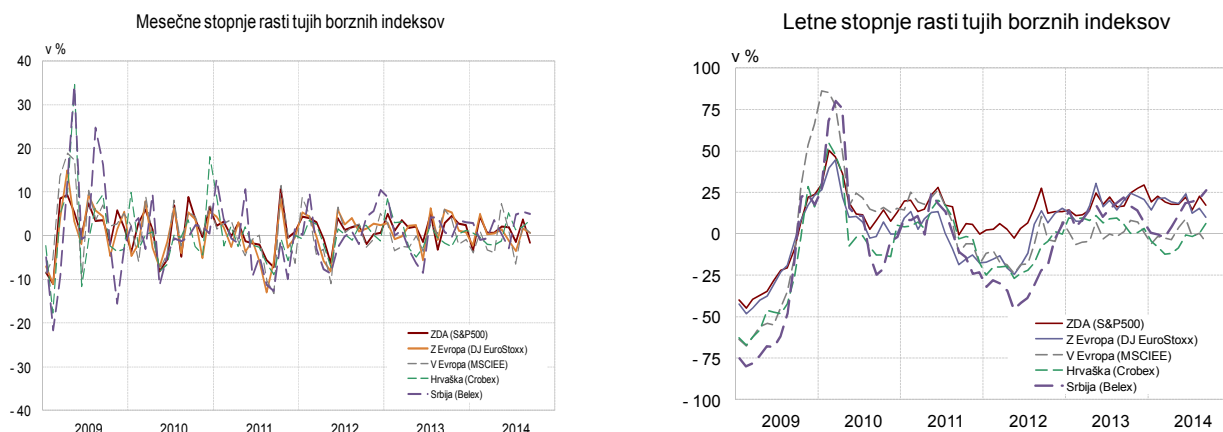 Mesečne stopnje rasti tujih borznih indeksov
v %
40
30
20
10
0
- 10
- 20
- 30
- 40
2009 2010 2011 2012 2013 2014
ZDA (S&P500)
Z Evropa (DJ EuroStoxx)
V Evropa (MSCIEE)
Hrvaška (Crobex)
Srbija (Belex)
Letne stopnje rasti tujih borznih indeksov
v %
100
75
50
25
0
- 25
- 50
- 75
- 100
2009 2010 2011 2012 2013 2014
ZDA (S&P500)
Z Evropa (DJ EuroStoxx)
V Evropa (MSCIEE)
Hrvaška (Crobex)
Srbija (Belex)